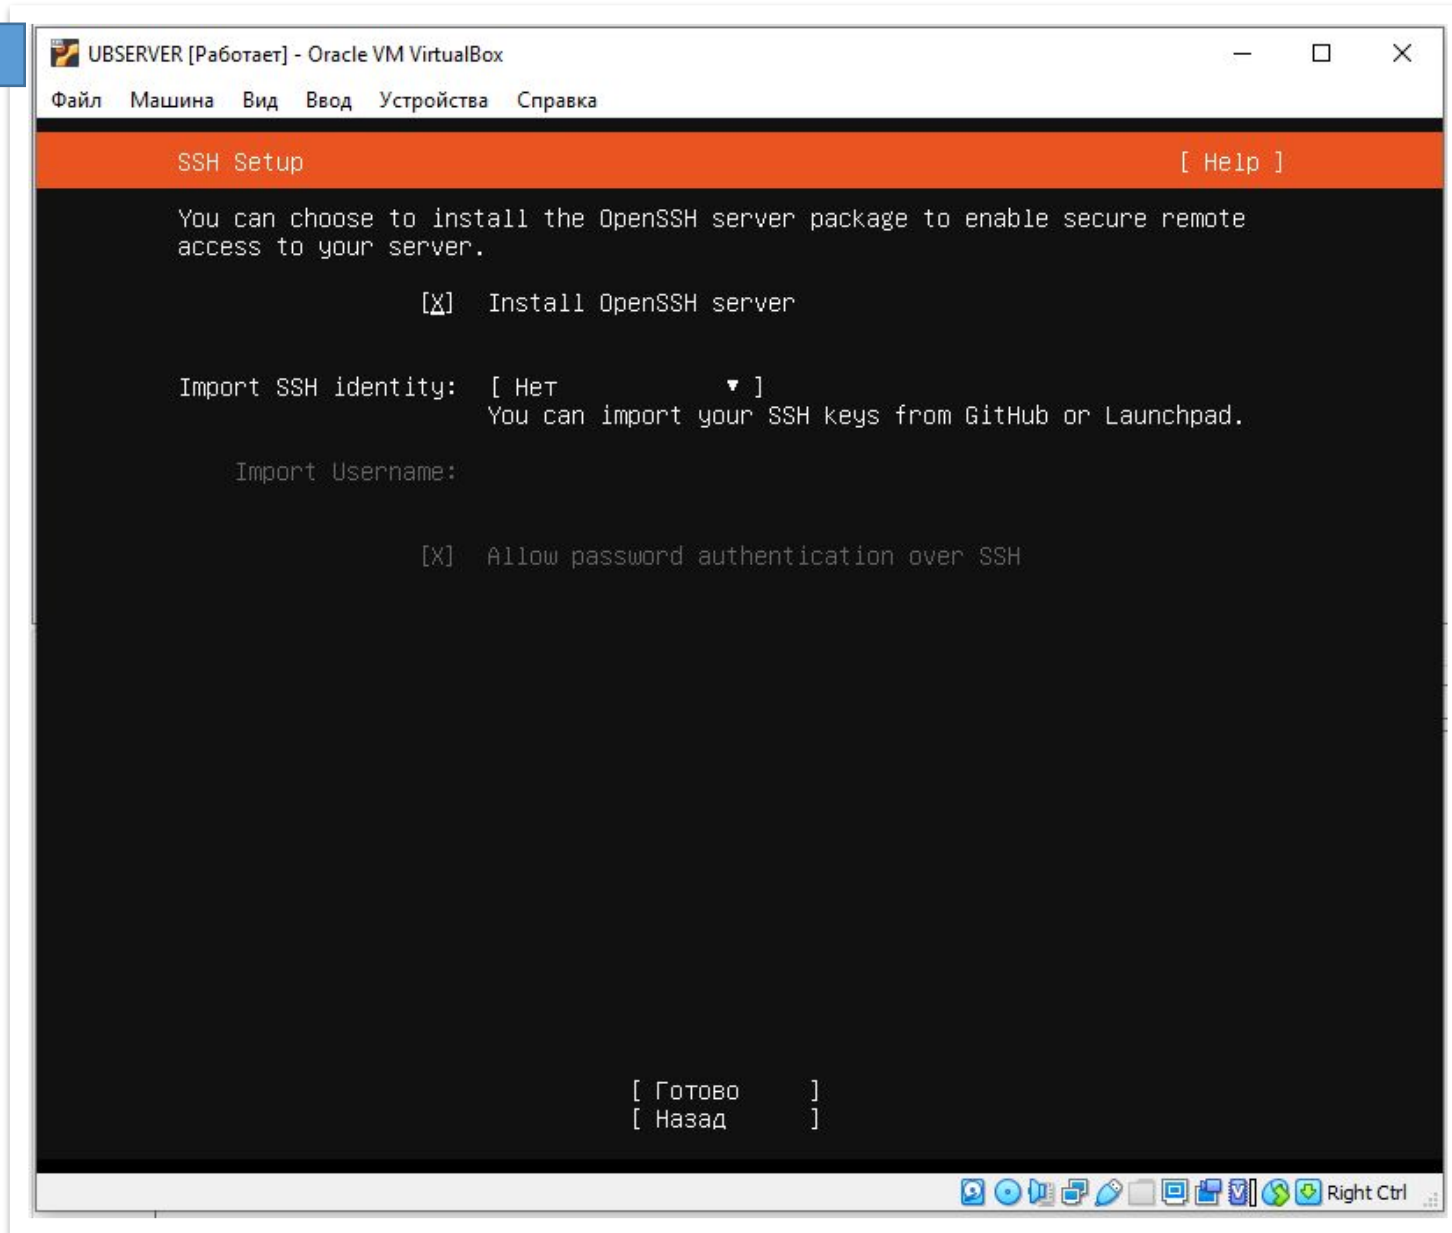 UBSERVER [Работает] - Oracle VM VirtualBox
Файл Машина Вид Ввод Устройства Справка
SSH Setup [ Help ]
You can choose to install the OpenSSH server package to enable secure remote
access to your server.
[X] Install OpenSSH server
Import SSH identity: [ Нет ▾ ]
You can import your SSH keys from GitHub or Launchpad.
Import Username:
[X] Allow password authentication over SSH
[ Готово ]
[ Назад ]
Right Ctrl